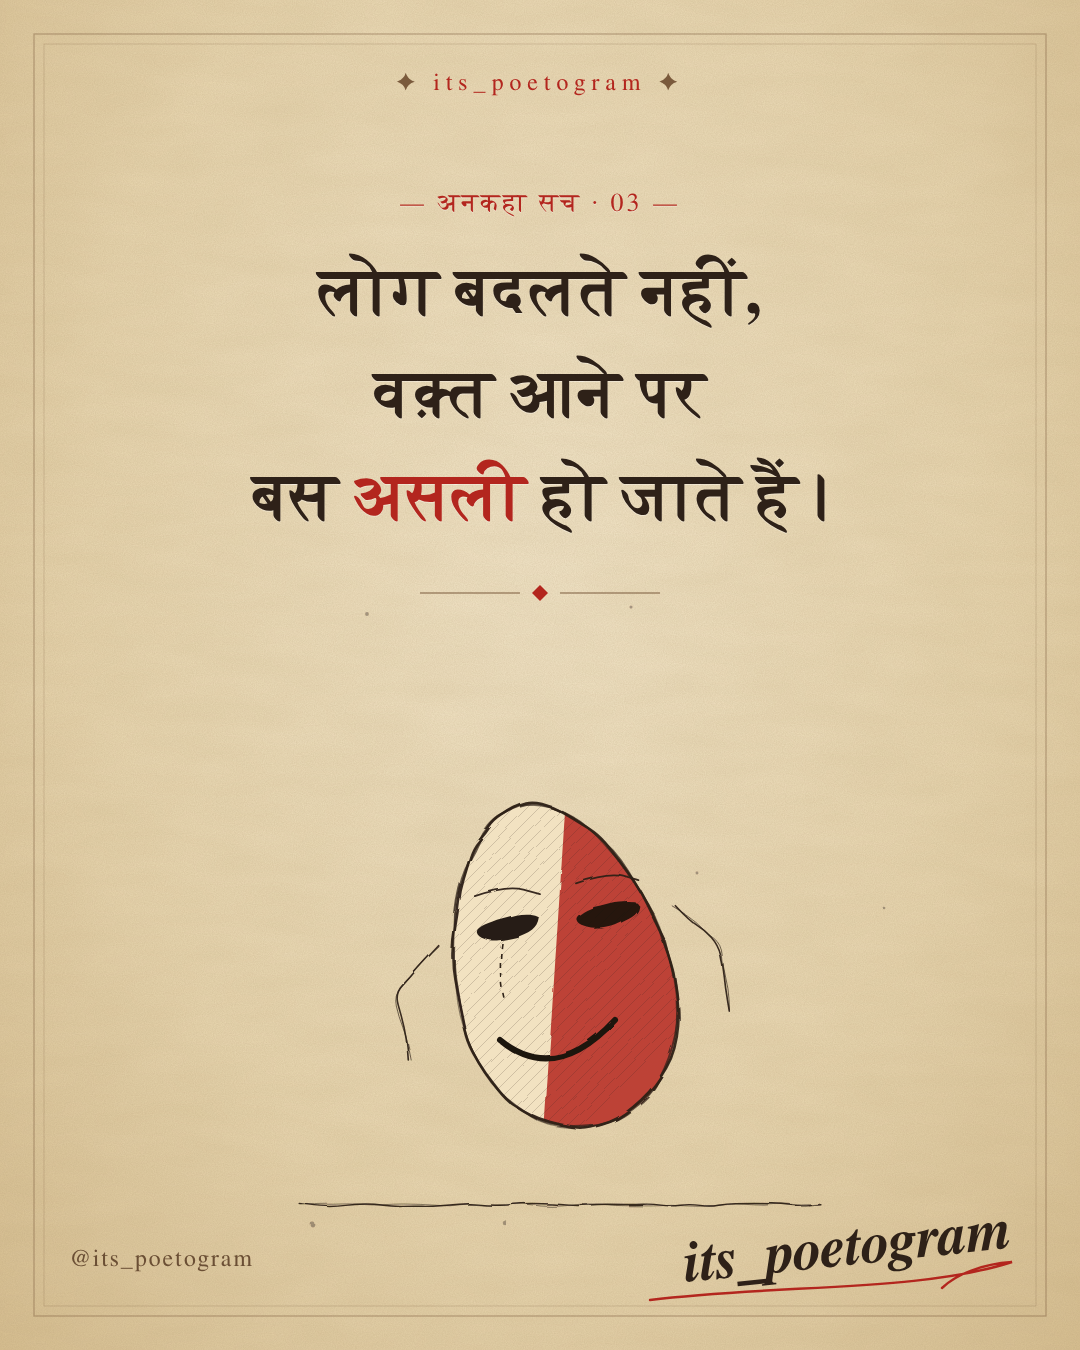 ✦ its_poetogram ✦
— अनकहा सच · 03 —
लोग बदलते नहीं,
वक़्त आने पर
बस असली हो जाते हैं।
@its_poetogram
its_poetogram